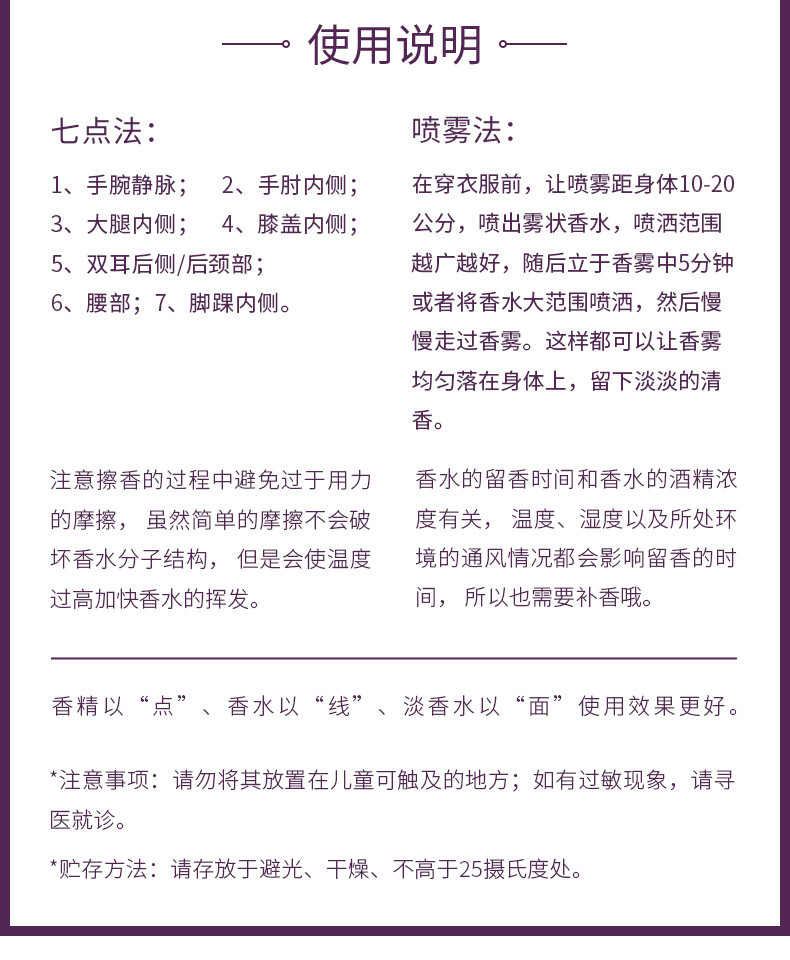 使用说明
七点法：
1、手腕静脉；  2、手肘内侧；
3、大腿内侧；  4、膝盖内侧；
5、双耳后侧/后颈部；
6、腰部；7、脚踝内侧。
喷雾法：
在穿衣服前，让喷雾距身体10-20
公分，喷出雾状香水，喷洒范围
越广越好，随后立于香雾中5分钟
或者将香水大范围喷洒，然后慢
慢走过香雾。这样都可以让香雾
均匀落在身体上，留下淡淡的清
香。
注意擦香的过程中避免过于用力
的摩擦， 虽然简单的摩擦不会破
坏香水分子结构， 但是会使温度
过高加快香水的挥发。
香水的留香时间和香水的酒精浓
度有关， 温度、湿度以及所处环
境的通风情况都会影响留香的时
间， 所以也需要补香哦。
香精以“点”、香水以“线”、淡香水以“面”使用效果更好。
*注意事项：请勿将其放置在儿童可触及的地方；如有过敏现象，请寻
医就诊。
*贮存方法：请存放于避光、干燥、不高于25摄氏度处。